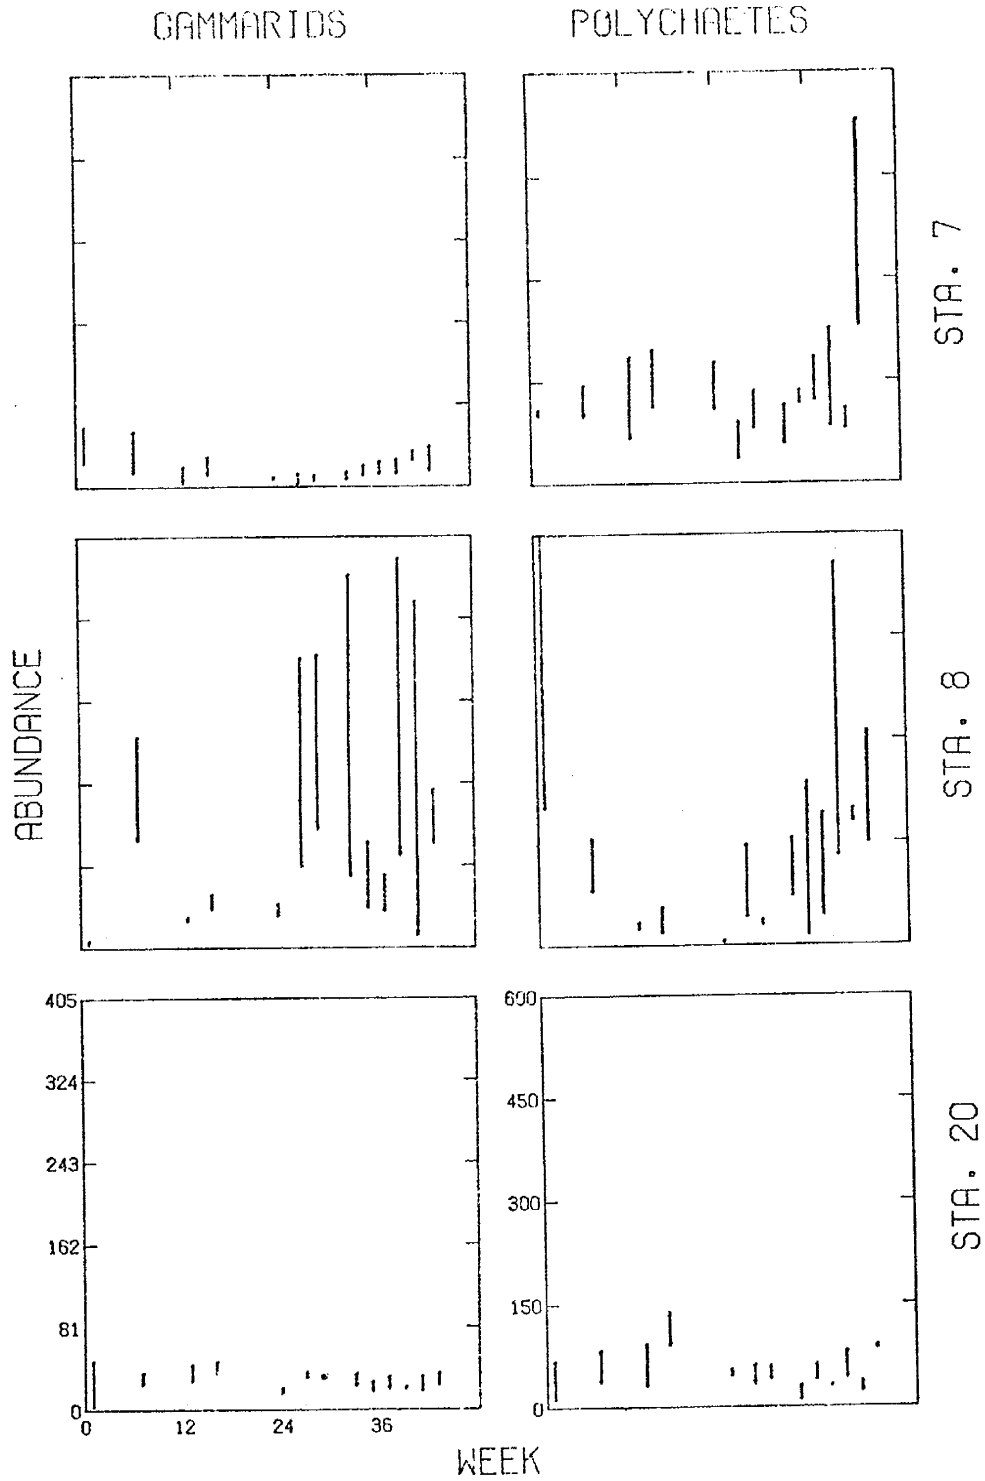 GAMMARIDS
POLYCHAETES
STA. 7
ABUNDANCE
STA. 8
405
324
243
162
81
0
0 12 24 36
600
450
300
150
0
STA. 20
WEEK